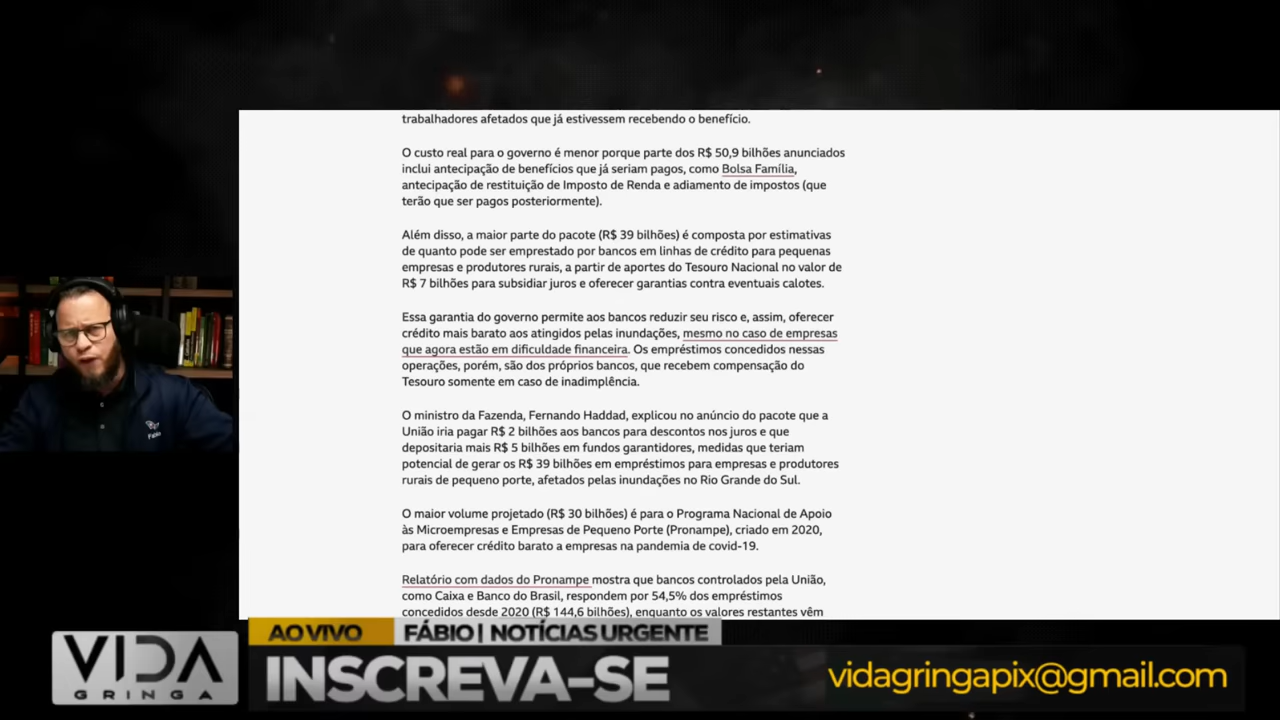 trabalhadores afetados que já estivessem recebendo o benefício.
O custo real para o governo é menor porque parte dos R$ 50,9 bilhões anunciados
inclui antecipação de benefícios que já seriam pagos, como Bolsa Família,
antecipação de restituição de Imposto de Renda e adiamento de impostos (que
terão que ser pagos posteriormente).
Além disso, a maior parte do pacote (R$ 39 bilhões) é composta por estimativas
de quanto pode ser emprestado por bancos em linhas de crédito para pequenas
empresas e produtores rurais, a partir de aportes do Tesouro Nacional no valor de
R$ 7 bilhões para subsidiar juros e oferecer garantias contra eventuais calotes.
Essa garantia do governo permite aos bancos reduzir seu risco e, assim, oferecer
crédito mais barato aos atingidos pelas inundações, mesmo no caso de empresas
que agora estão em dificuldade financeira. Os empréstimos concedidos nessas
operações, porém, são dos próprios bancos, que recebem compensação do
Tesouro somente em caso de inadimplência.
O ministro da Fazenda, Fernando Haddad, explicou no anúncio do pacote que a
União iria pagar R$ 2 bilhões aos bancos para descontos nos juros e que
depositaria mais R$ 5 bilhões em fundos garantidores, medidas que teriam
potencial de gerar os R$ 39 bilhões em empréstimos para empresas e produtores
rurais de pequeno porte, afetados pelas inundações no Rio Grande do Sul.
O maior volume projetado (R$ 30 bilhões) é para o Programa Nacional de Apoio
às Microempresas e Empresas de Pequeno Porte (Pronampe), criado em 2020,
para oferecer crédito barato a empresas na pandemia de covid-19.
Relatório com dados do Pronampe mostra que bancos controlados pela União,
como Caixa e Banco do Brasil, respondem por 54,5% dos empréstimos
concedidos desde 2020 (R$ 144,6 bilhões), enquanto os valores restantes vêm
AO VIVO
FÁBIO | NOTÍCIAS URGENTE
VIDA
GRINGA
INSCREVA-SE
vidagringapix@gmail.com